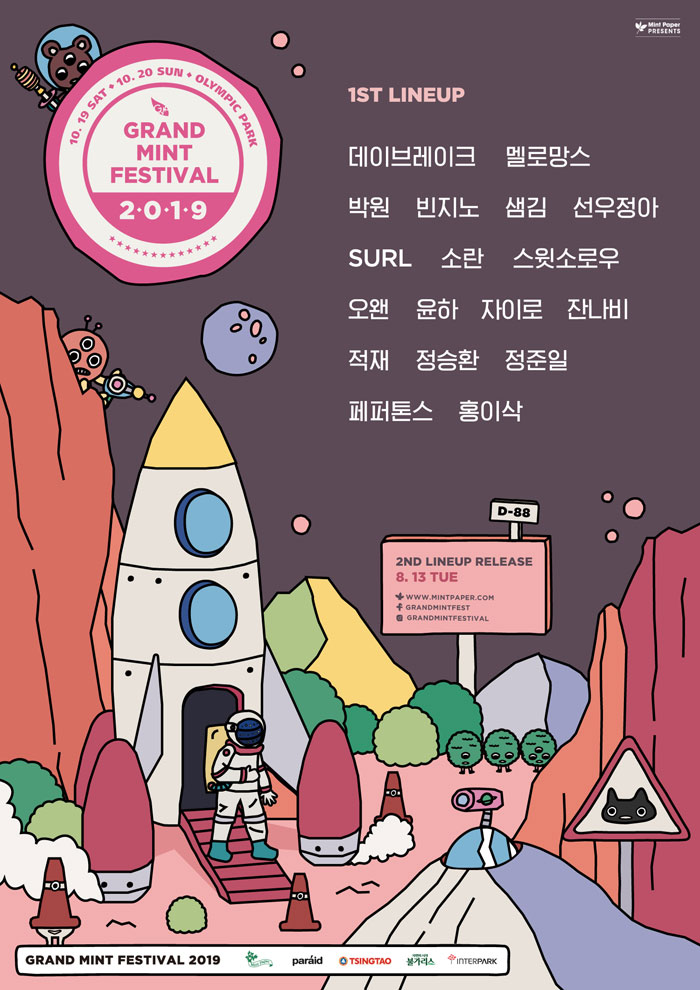 Mint Paper
PRESENTS
10. 19 SAT • 10. 20 SUN • OLYMPIC PARK
GRAND
MINT
FESTIVAL
2·0·1·9
1ST LINEUP
데이브레이크 멜로망스
박원 빈지노 샘김 선우정아
SURL 소란 스윗소로우
오왠 윤하 자이로 잔나비
적재 정승환 정준일
페퍼톤스 홍이삭
D-88
2ND LINEUP RELEASE
8. 13 TUE
WWW.MINTPAPER.COM
GRANDMINTFEST
GRANDMINTFESTIVAL
GRAND MINT FESTIVAL 2019 paráid TSINGTAO 불가리스 INTERPARK